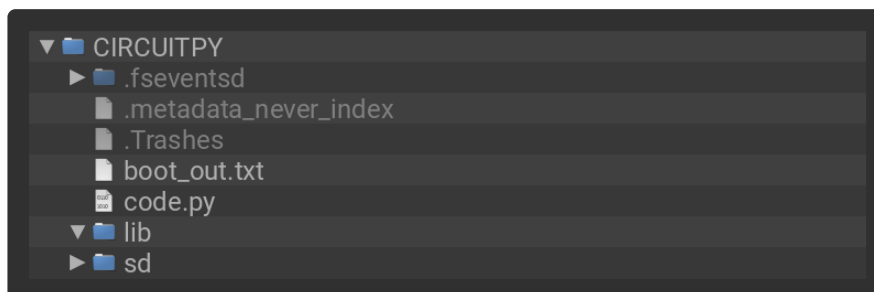 CIRCUITPY
.fseventsd
.metadata_never_index
.Trashes
boot_out.txt
code.py
lib
sd